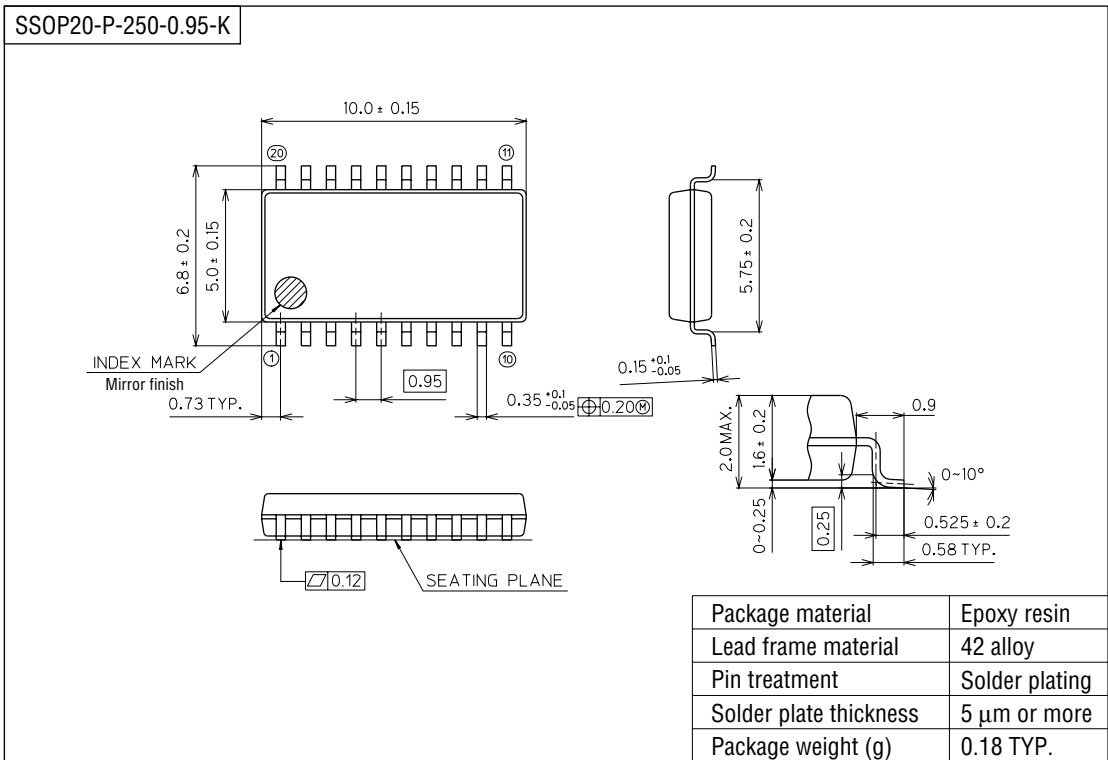 SSOP20-P-250-0.95-K
10.0 ± 0.15
20
11
6.8 ± 0.2
5.0 ± 0.15
5.75 ± 0.2
1
10
INDEX MARK
Mirror finish
0.73 TYP.
0.95
0.35 +0.1 -0.05
0.20Ⓜ
0.15 +0.1 -0.05
2.0 MAX.
1.6 ± 0.2
0.9
0~10°
0~0.25
0.25
0.525 ± 0.2
0.58 TYP.
0.12
SEATING PLANE
Package material Epoxy resin
Lead frame material 42 alloy
Pin treatment Solder plating
Solder plate thickness 5 µm or more
Package weight (g) 0.18 TYP.